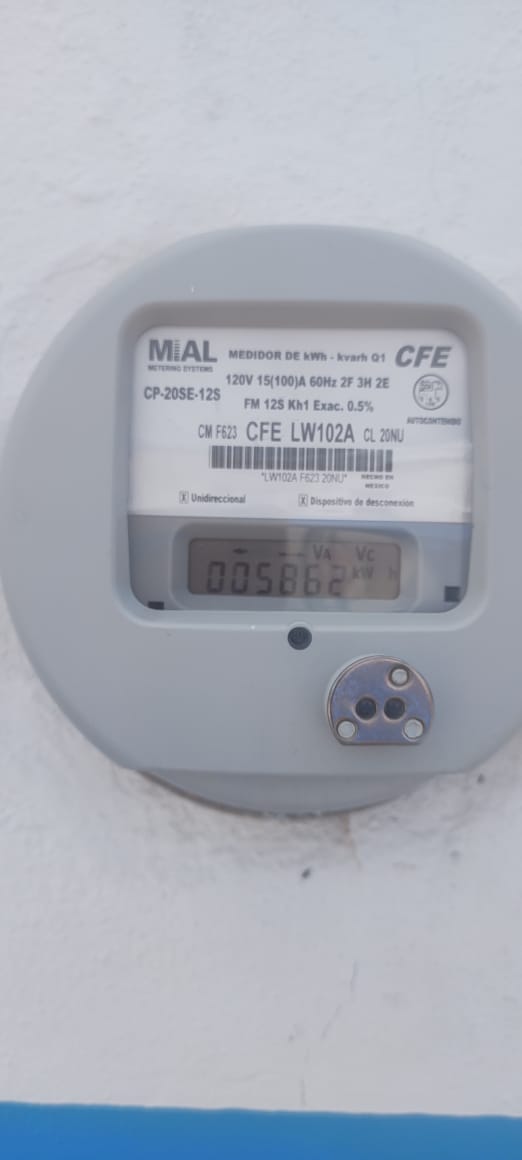 MIAL
METERING SYSTEMS
MEDIDOR DE kWh - kvarh Q1
CFE
CP-20SE-12S
120V 15(100)A 60Hz 2F 3H 2E
FM 12S Kh1 Exac. 0.5%
AUTOCONTENIDO
CM F623 CFE LW102A CL 20NU
*LW102A F623 20NU*
HECHO EN
MEXICO
X Unidireccional
X Dispositivo de desconexión
VA VC
005862 kW h